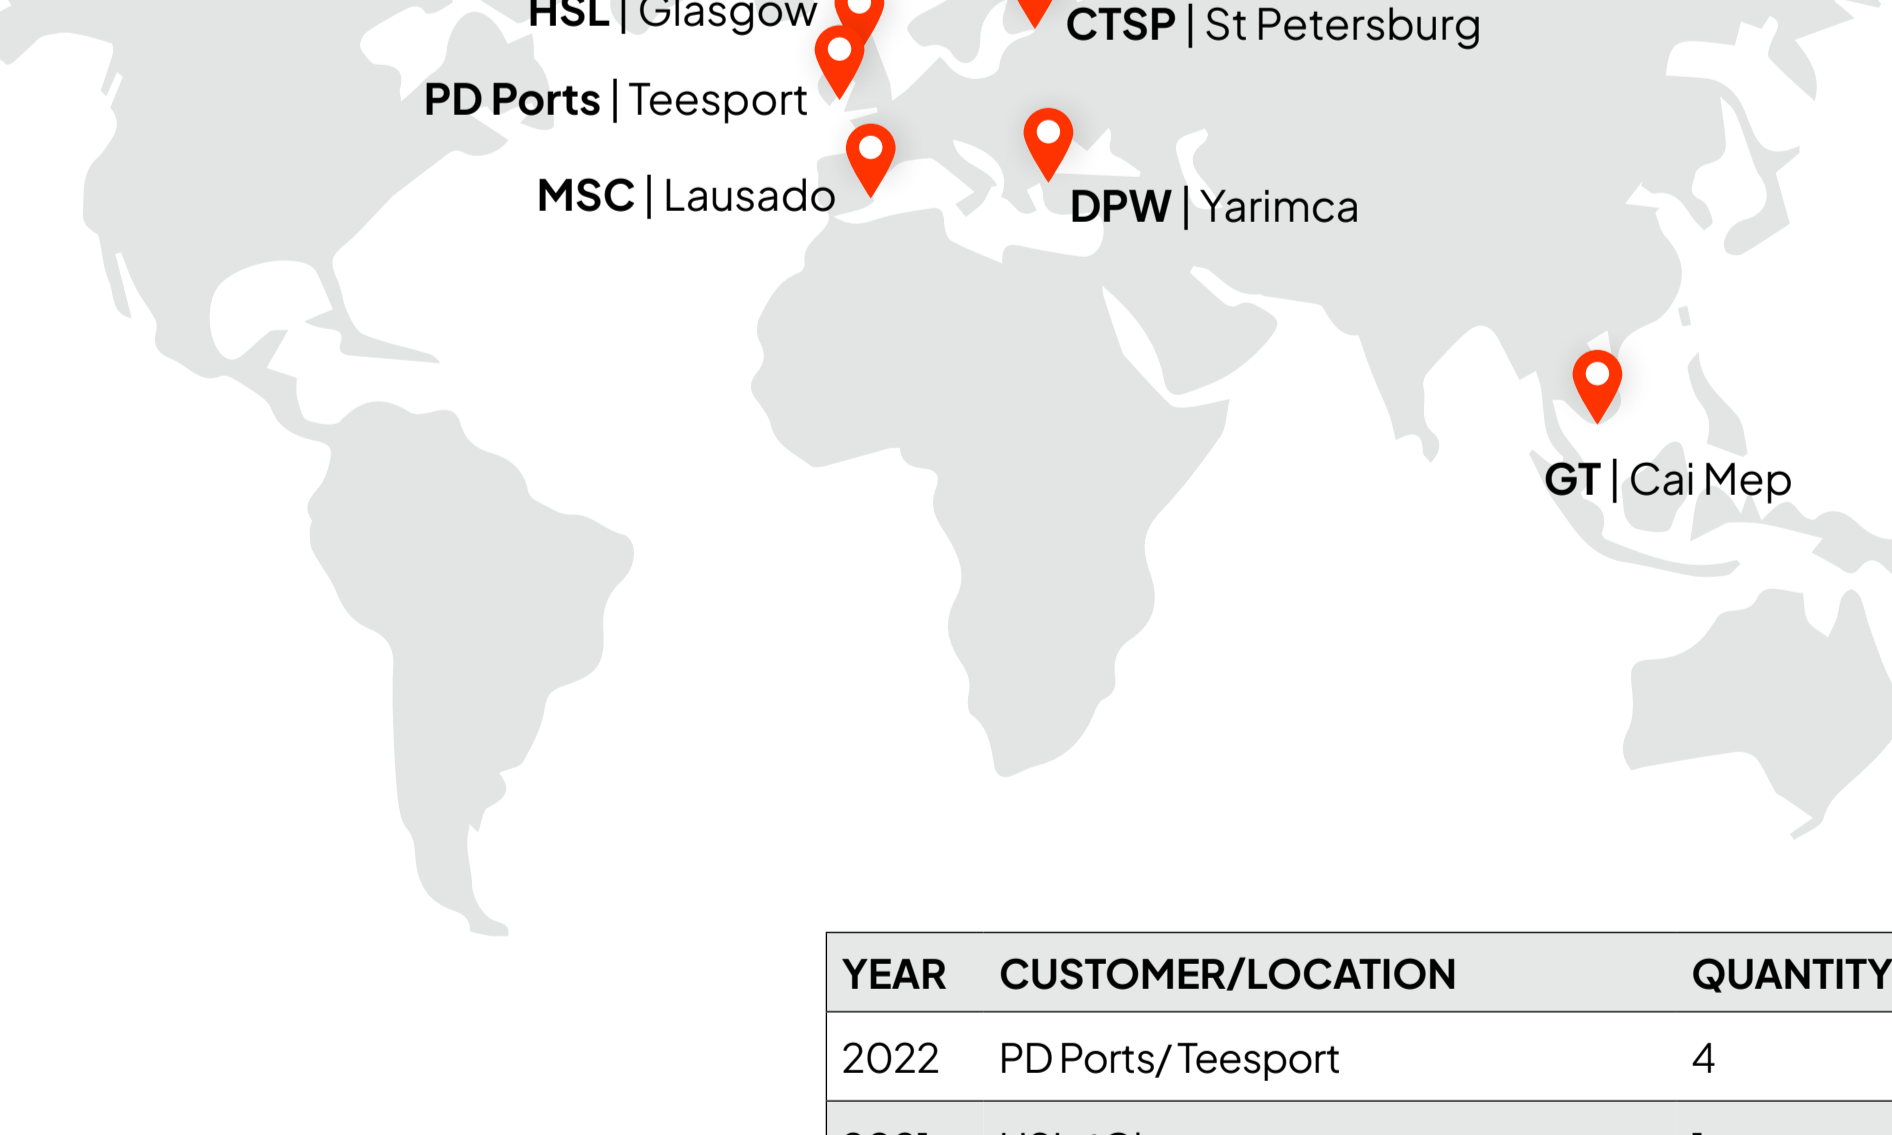 HSL | Glasgow
CTSP | St Petersburg
PD Ports | Teesport
MSC | Lausado
DPW | Yarimca
GT | Cai Mep
YEAR CUSTOMER/LOCATION QUANTITY
2022 PD Ports/ Teesport 4